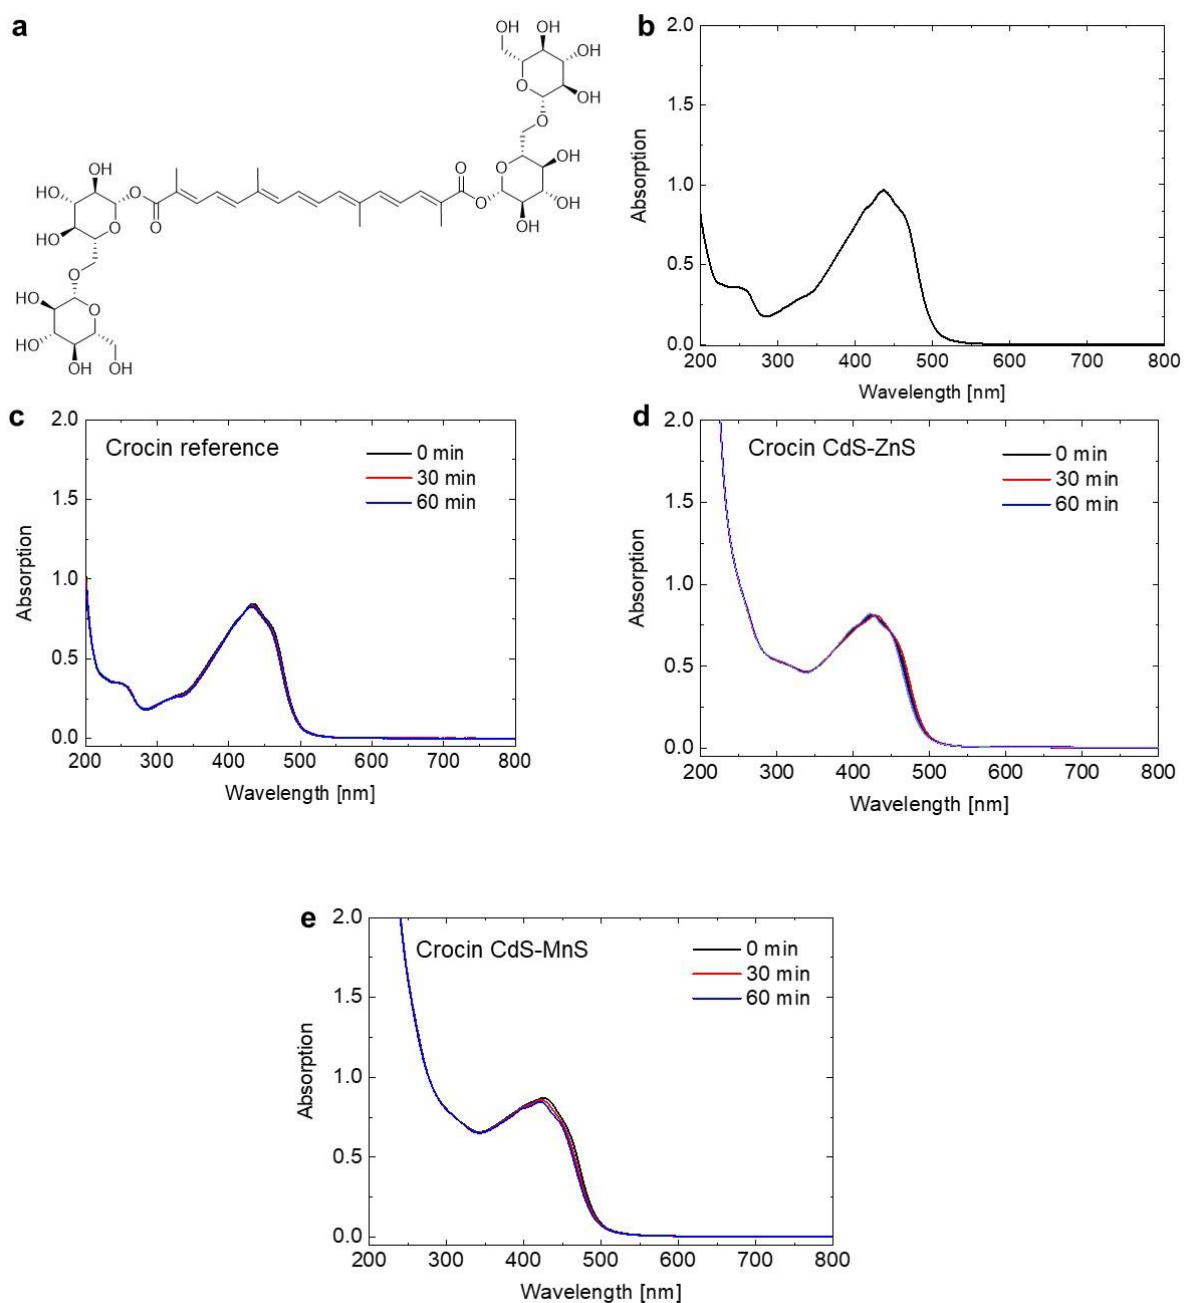 a
OH
OH
OH
OH
O
OH
O
O
OH
O
O
OH
HO
HO
O
O
OH
OH
HO
O
O
O
O
HO
O
HO
HO
OH
OH
b
2.0
1.5
1.0
0.5
0.0
200 300 400 500 600 700 800
Absorption
Wavelength [nm]
c
Crocin reference
0 min
30 min
60 min
2.0
1.5
1.0
0.5
0.0
200 300 400 500 600 700 800
Absorption
Wavelength [nm]
d
Crocin CdS-ZnS
0 min
30 min
60 min
2.0
1.5
1.0
0.5
0.0
200 300 400 500 600 700 800
Absorption
Wavelength [nm]
e
Crocin CdS-MnS
0 min
30 min
60 min
2.0
1.5
1.0
0.5
0.0
200 300 400 500 600 700 800
Absorption
Wavelength [nm]